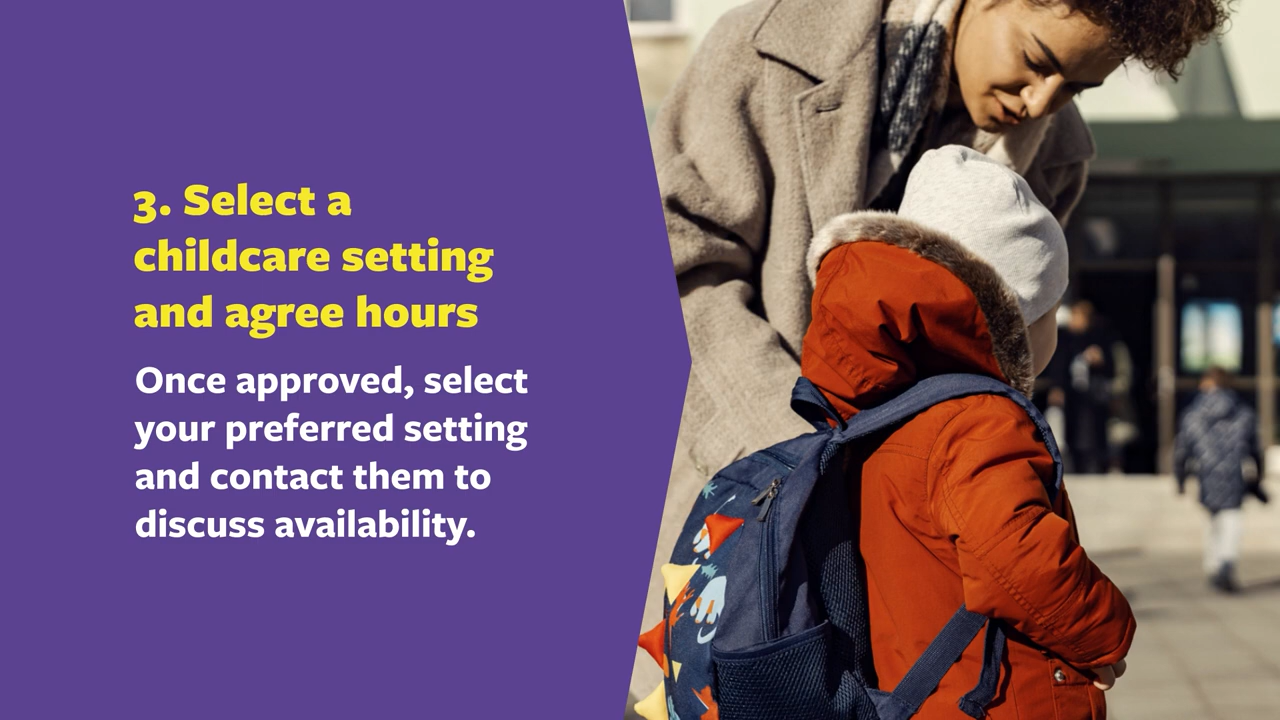 3. Select a
childcare setting
and agree hours
Once approved, select
your preferred setting
and contact them to
discuss availability.